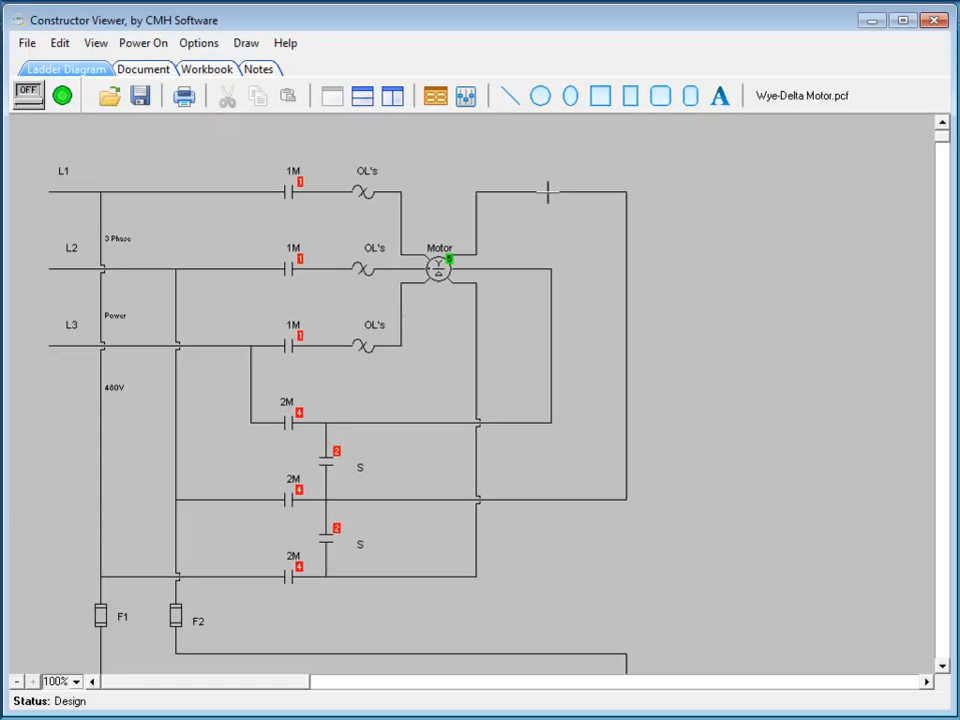 Constructor Viewer, by CMH Software
File Edit View Power On Options Draw Help
Ladder Diagram Document Workbook Notes
OFF A Wye-Delta Motor.pcf
L1 1M OL's
1
3 Phase
L2 1M OL's Motor
1 Y 5
Power
L3 1M OL's
1
480V
2M
4
2
S
2M
4
2
S
2M
4
F1 F2
100%
Status: Design